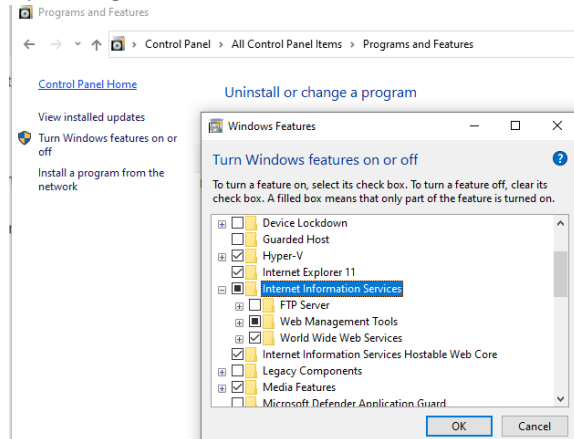 Programs and Features
Control Panel > All Control Panel Items > Programs and Features
Control Panel Home
View installed updates
Turn Windows features on or
off
Install a program from the
network
Uninstall or change a program
Windows Features
Turn Windows features on or off
To turn a feature on, select its check box. To turn a feature off, clear its
check box. A filled box means that only part of the feature is turned on.
Device Lockdown
Guarded Host
Hyper-V
Internet Explorer 11
Internet Information Services
FTP Server
Web Management Tools
World Wide Web Services
Internet Information Services Hostable Web Core
Legacy Components
Media Features
Microsoft Defender Application Guard
OK
Cancel